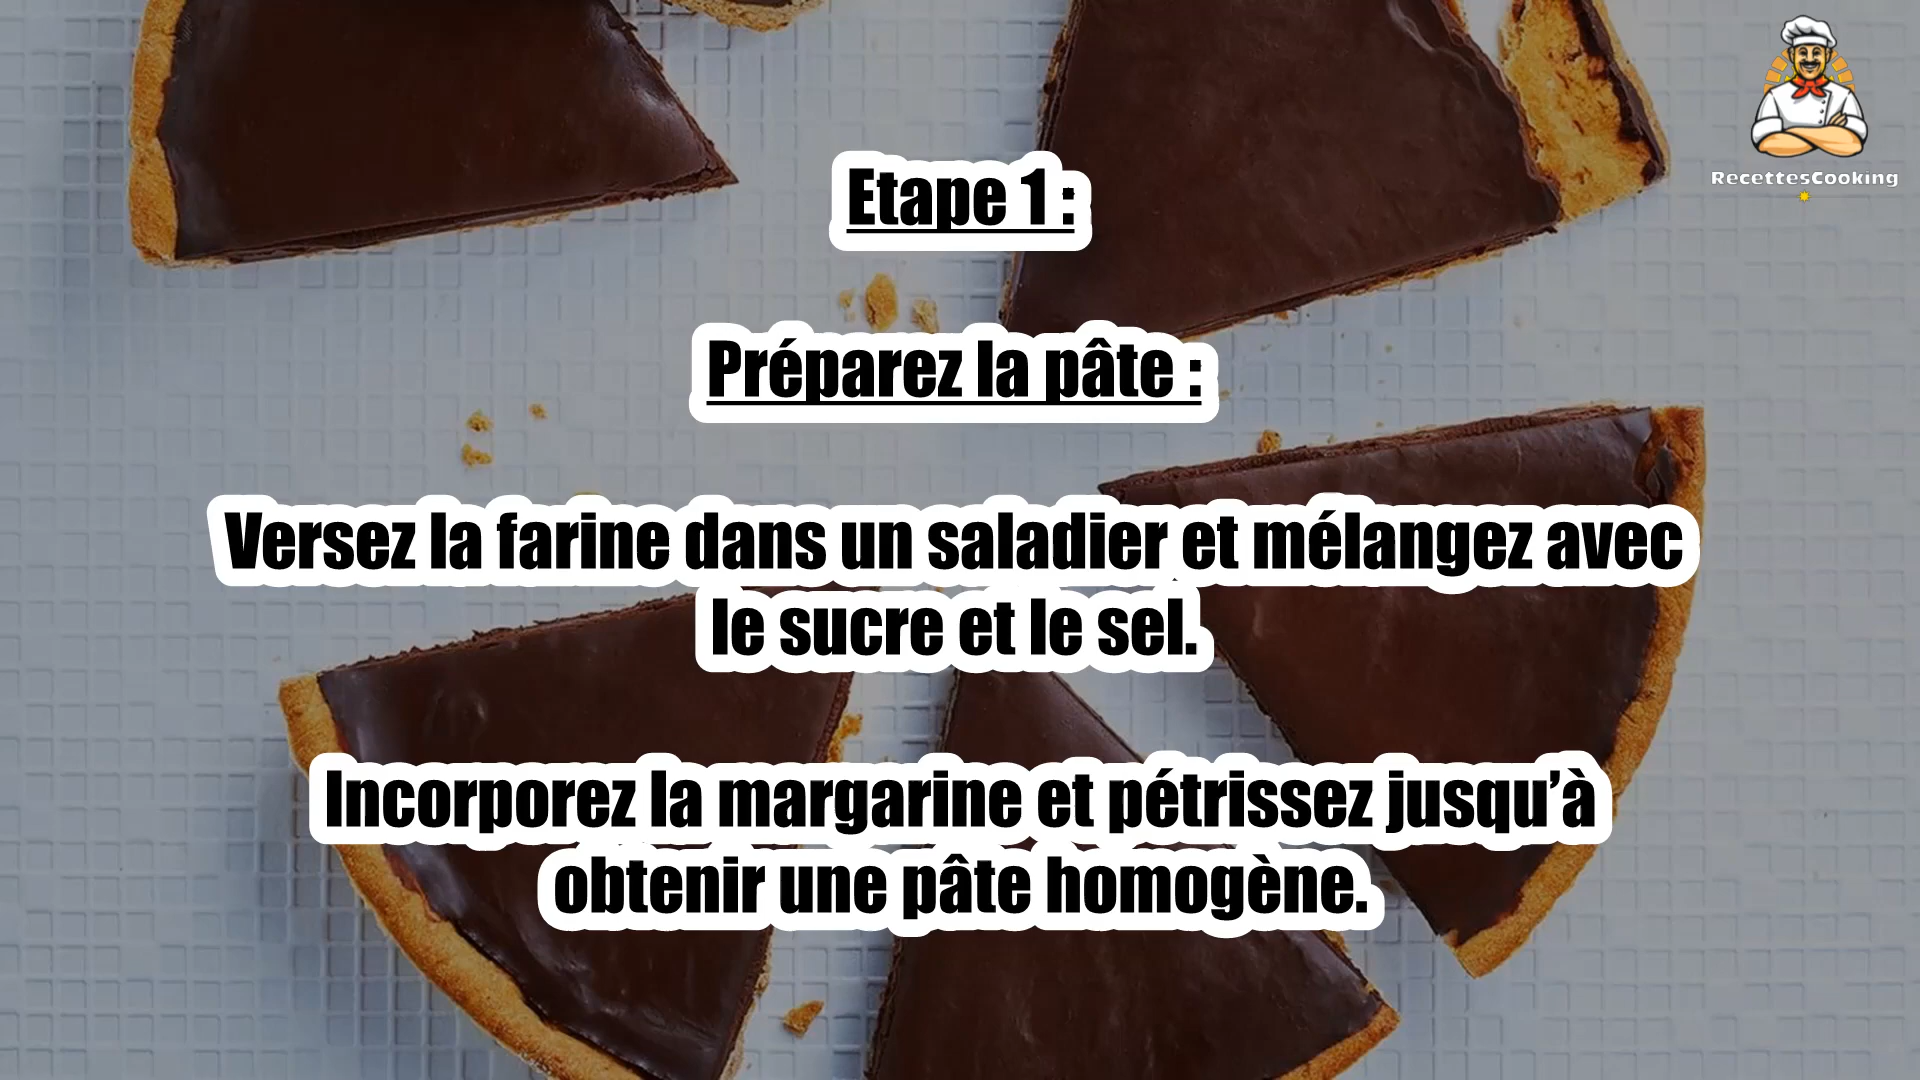 RecettesCooking
Etape 1 :
Préparez la pâte :
Versez la farine dans un saladier et mélangez avec
le sucre et le sel.
Incorporez la margarine et pétrissez jusqu’à
obtenir une pâte homogène.